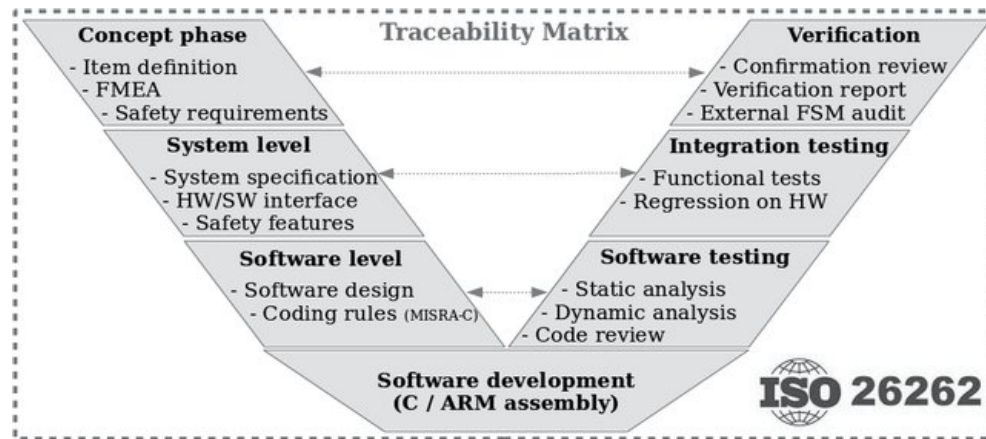 Traceability Matrix
Concept phase
- Item definition
- FMEA
- Safety requirements
System level
- System specification
- HW/SW interface
- Safety features
Software level
- Software design
- Coding rules (MISRA-C)
Software development
(C / ARM assembly)
Verification
- Confirmation review
- Verification report
- External FSM audit
Integration testing
- Functional tests
- Regression on HW
Software testing
- Static analysis
- Dynamic analysis
- Code review
ISO 26262